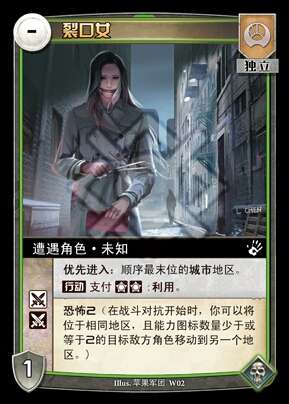 -
裂口女
独立
L CHEN
遭遇角色·未知
优先进入：顺序最末位的城市地区。
行动 支付：利用。
恐怖2（在战斗对抗开始时，你可以将
位于相同地区，且能力图标数量少于或
等于2的目标敌方角色移动到另一个地
区。）
1
Illus. 苹果军团 W02